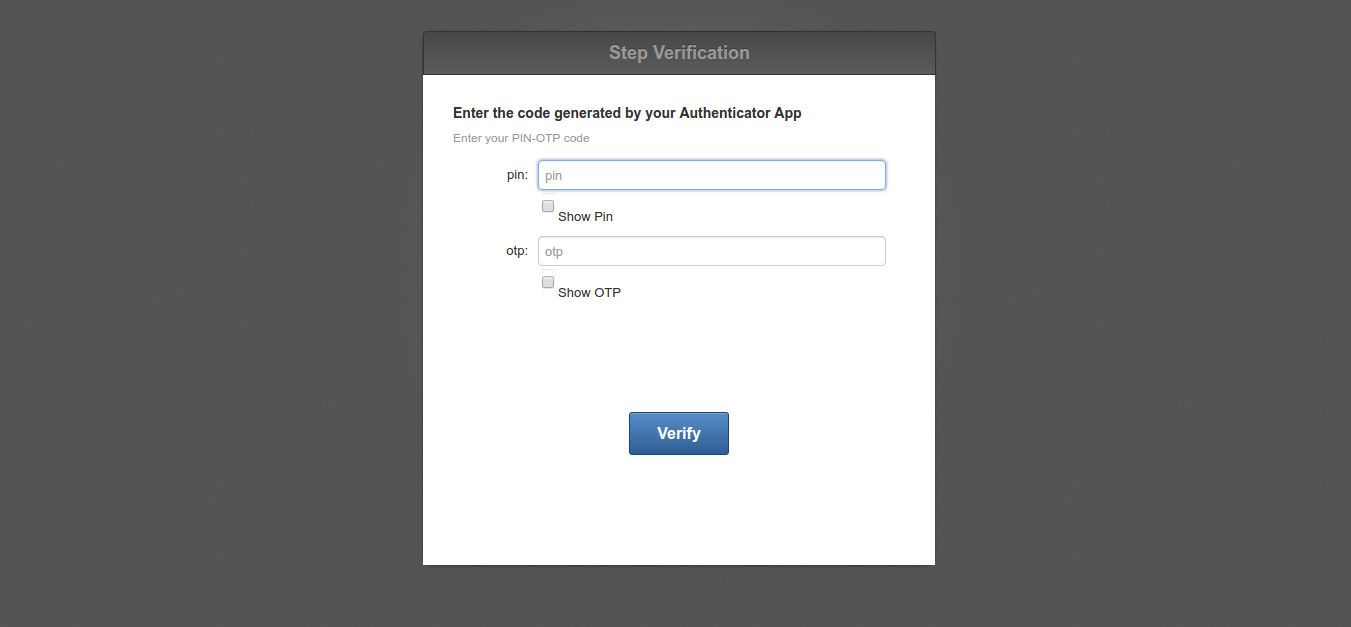 Step Verification
Enter the code generated by your Authenticator App
Enter your PIN-OTP code
pin: pin
Show Pin
otp: otp
Show OTP
Verify